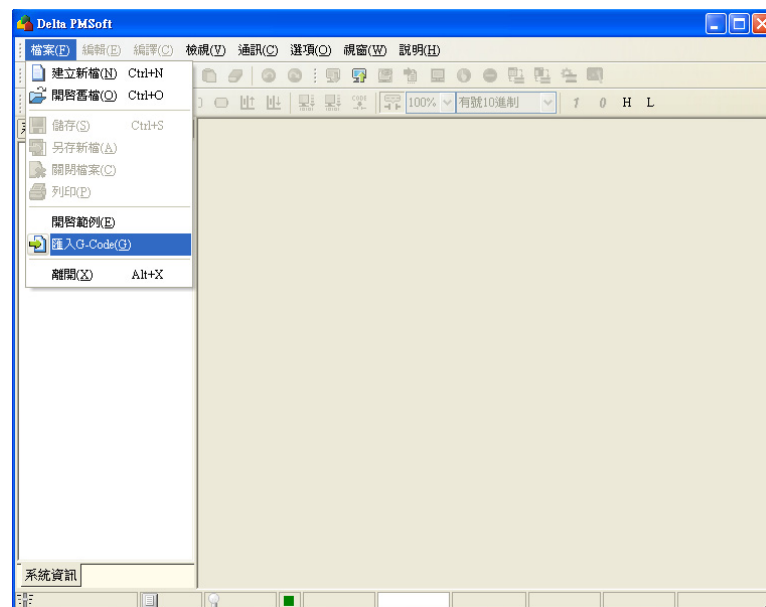 Delta PMSoft
檔案(F) 編輯(E) 編譯(C) 檢視(V) 通訊(C) 選項(O) 視窗(W) 說明(H)
建立新檔(N) Ctrl+N
開啓舊檔(O) Ctrl+O
100% 有號10進制 1 0 H L
儲存(S) Ctrl+S
另存新檔(A)
關閉檔案(C)
列印(P)
開啓範例(E)
匯入G-Code(G)
離開(X) Alt+X
系統資訊